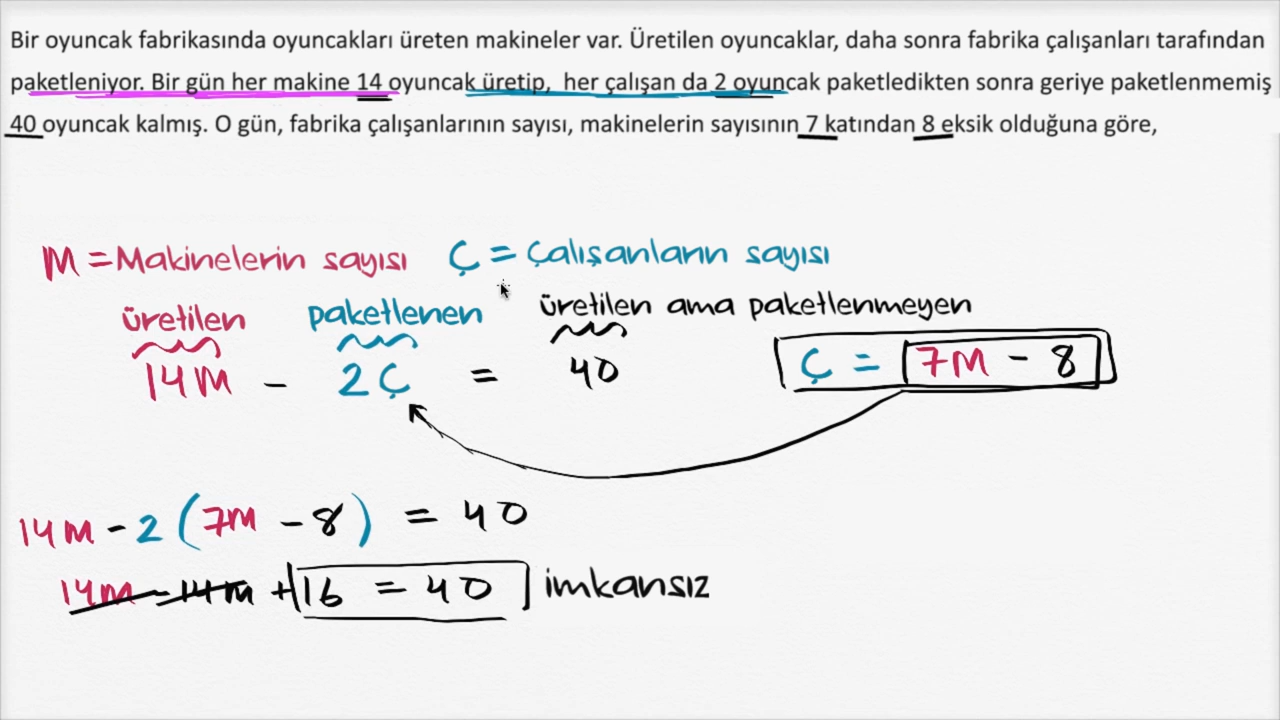 Bir oyuncak fabrikasında oyuncakları üreten makineler var. Üretilen oyuncaklar, daha sonra fabrika çalışanları tarafından
paketleniyor. Bir gün her makine 14 oyuncak üretip, her çalışan da 2 oyuncak paketledikten sonra geriye paketlenmemiş
40 oyuncak kalmış. O gün, fabrika çalışanlarının sayısı, makinelerin sayısının 7 katından 8 eksik olduğuna göre,
M = Makinelerin sayısı Ç = Çalışanların sayısı
üretilen paketlenen üretilen ama paketlenmeyen
14M - 2Ç = 40 Ç = 7M - 8
14M - 2 (7M - 8) = 40
14M - 14M + 16 = 40 imkansız